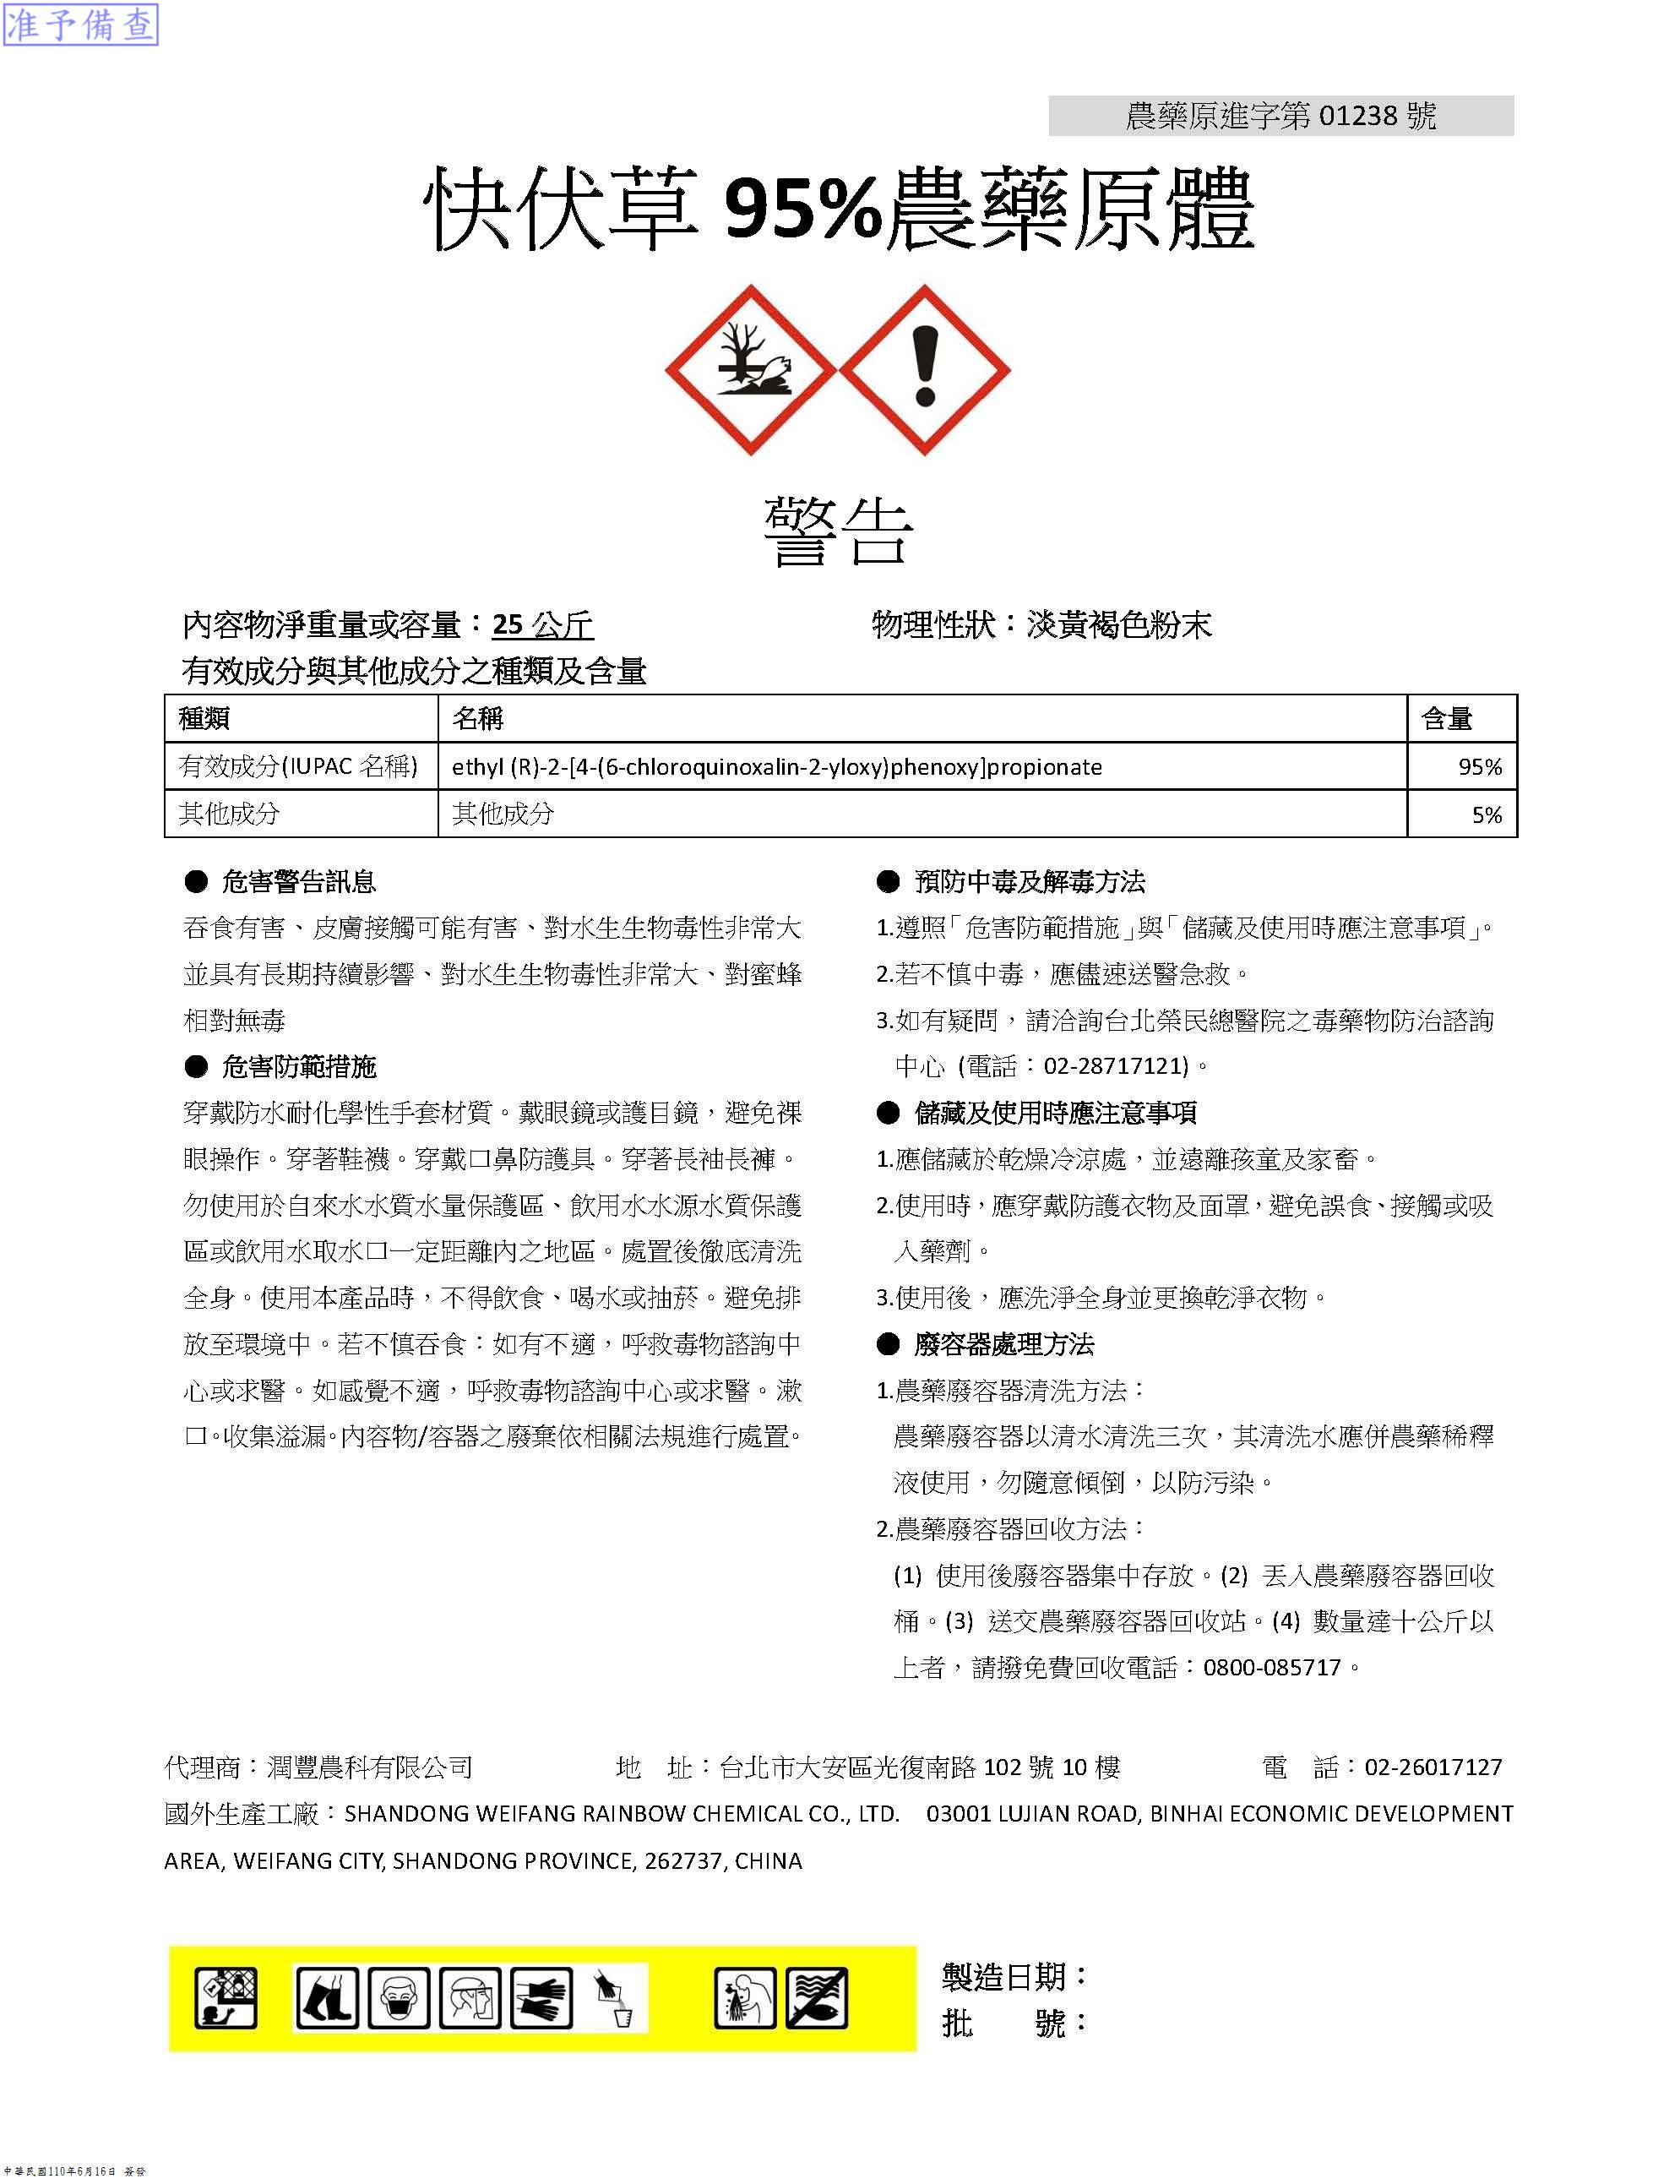 准予備查
農藥原進字第 01238 號
快伏草 95%農藥原體
警告
內容物淨重量或容量：25 公斤 物理性狀：淡黃褐色粉末
有效成分與其他成分之種類及含量
種類 名稱 含量
有效成分(IUPAC 名稱) ethyl (R)-2-[4-(6-chloroquinoxalin-2-yloxy)phenoxy]propionate 95%
其他成分 其他成分 5%
● 危害警告訊息
吞食有害、皮膚接觸可能有害、對水生生物毒性非常大
並具有長期持續影響、對水生生物毒性非常大、對蜜蜂
相對無毒
● 危害防範措施
穿戴防水耐化學性手套材質。戴眼鏡或護目鏡，避免裸
眼操作。穿著鞋襪。穿戴口鼻防護具。穿著長袖長褲。
勿使用於自來水水質水量保護區、飲用水水源水質保護
區或飲用水取水口一定距離內之地區。處置後徹底清洗
全身。使用本產品時，不得飲食、喝水或抽菸。避免排
放至環境中。若不慎吞食：如有不適，呼救毒物諮詢中
心或求醫。如感覺不適，呼救毒物諮詢中心或求醫。漱
口。收集溢漏。內容物/容器之廢棄依相關法規進行處置。
● 預防中毒及解毒方法
1.遵照「危害防範措施」與「儲藏及使用時應注意事項」。
2.若不慎中毒，應儘速送醫急救。
3.如有疑問，請洽詢台北榮民總醫院之毒藥物防治諮詢
中心 (電話：02-28717121)。
● 儲藏及使用時應注意事項
1.應儲藏於乾燥冷涼處，並遠離孩童及家畜。
2.使用時，應穿戴防護衣物及面罩，避免誤食、接觸或吸
入藥劑。
3.使用後，應洗淨全身並更換乾淨衣物。
● 廢容器處理方法
1.農藥廢容器清洗方法：
農藥廢容器以清水清洗三次，其清洗水應併農藥稀釋
液使用，勿隨意傾倒，以防污染。
2.農藥廢容器回收方法：
(1) 使用後廢容器集中存放。(2) 丟入農藥廢容器回收
桶。(3) 送交農藥廢容器回收站。(4) 數量達十公斤以
上者，請撥免費回收電話：0800-085717。
代理商：潤豐農科有限公司 地 址：台北市大安區光復南路 102 號 10 樓 電 話：02-26017127
國外生產工廠：SHANDONG WEIFANG RAINBOW CHEMICAL CO., LTD. 03001 LUJIAN ROAD, BINHAI ECONOMIC DEVELOPMENT
AREA, WEIFANG CITY, SHANDONG PROVINCE, 262737, CHINA
製造日期：
批 號：
中華民國110年6月16日 簽發